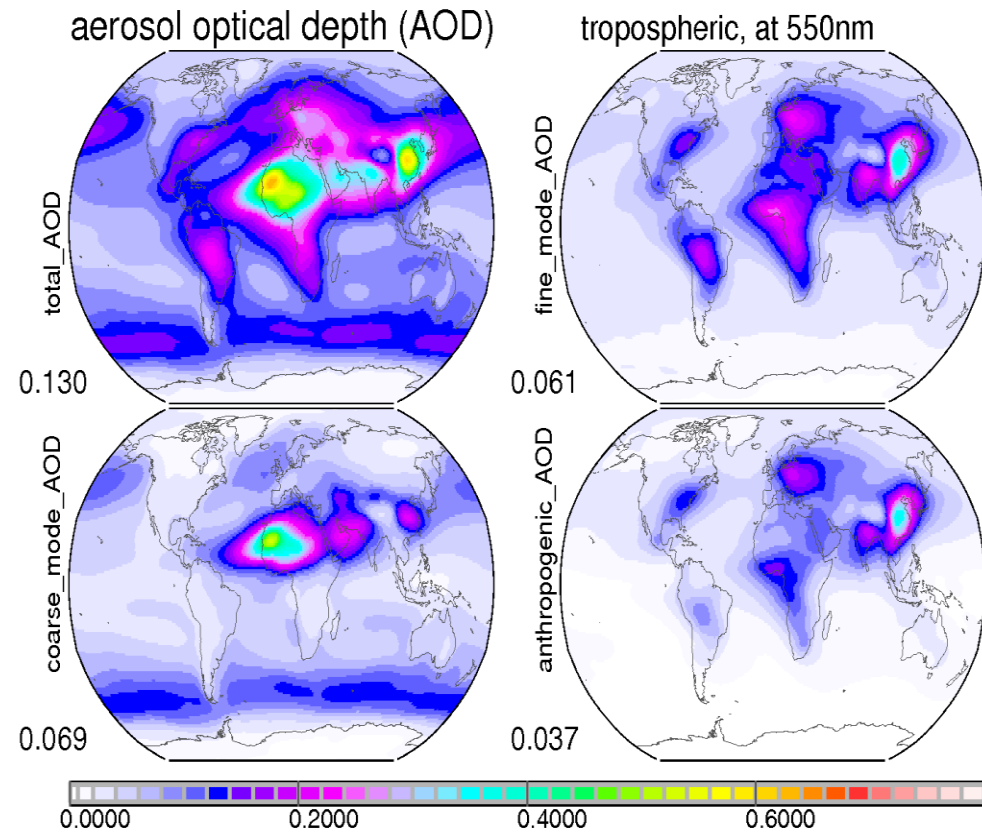 aerosol optical depth (AOD)
tropospheric, at 550nm
total_AOD
0.130
fine_mode_AOD
0.061
coarse_mode_AOD
0.069
anthropogenic_AOD
0.037
0.0000 0.2000 0.4000 0.6000